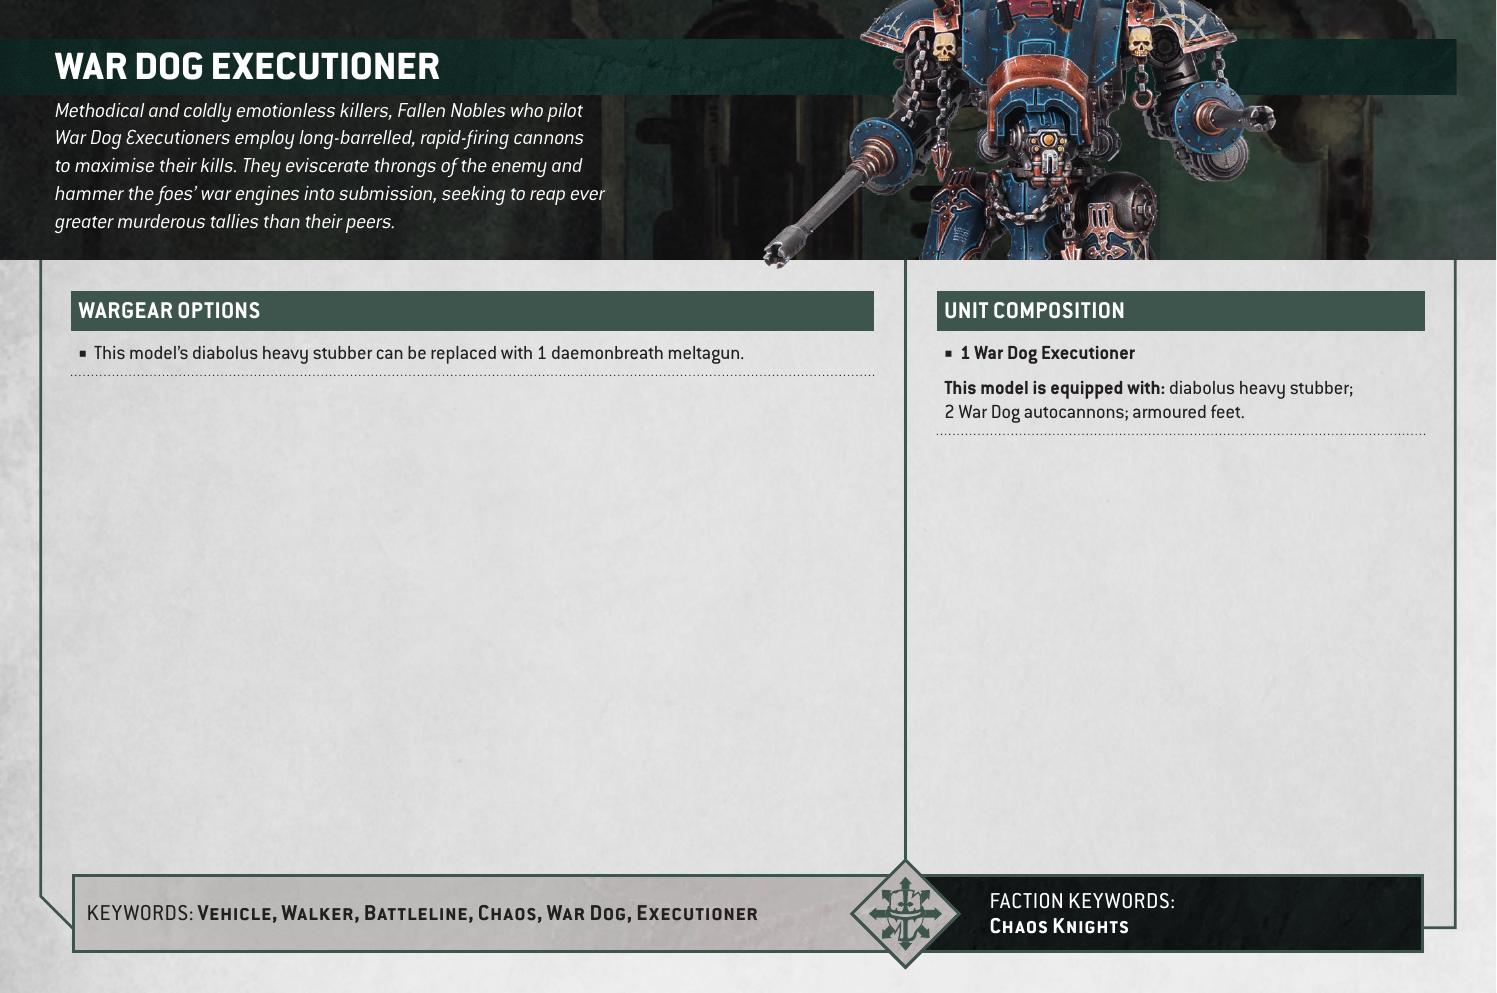 WAR DOG EXECUTIONER
Methodical and coldly emotionless killers, Fallen Nobles who pilot
War Dog Executioners employ long-barrelled, rapid-firing cannons
to maximise their kills. They eviscerate throngs of the enemy and
hammer the foes’ war engines into submission, seeking to reap ever
greater murderous tallies than their peers.
WARGEAR OPTIONS
▪ This model’s diabolus heavy stubber can be replaced with 1 daemonbreath meltagun.
UNIT COMPOSITION
▪ 1 War Dog Executioner
This model is equipped with: diabolus heavy stubber;
2 War Dog autocannons; armoured feet.
KEYWORDS: Vehicle, Walker, Battleline, Chaos, War Dog, Executioner
FACTION KEYWORDS:
Chaos Knights